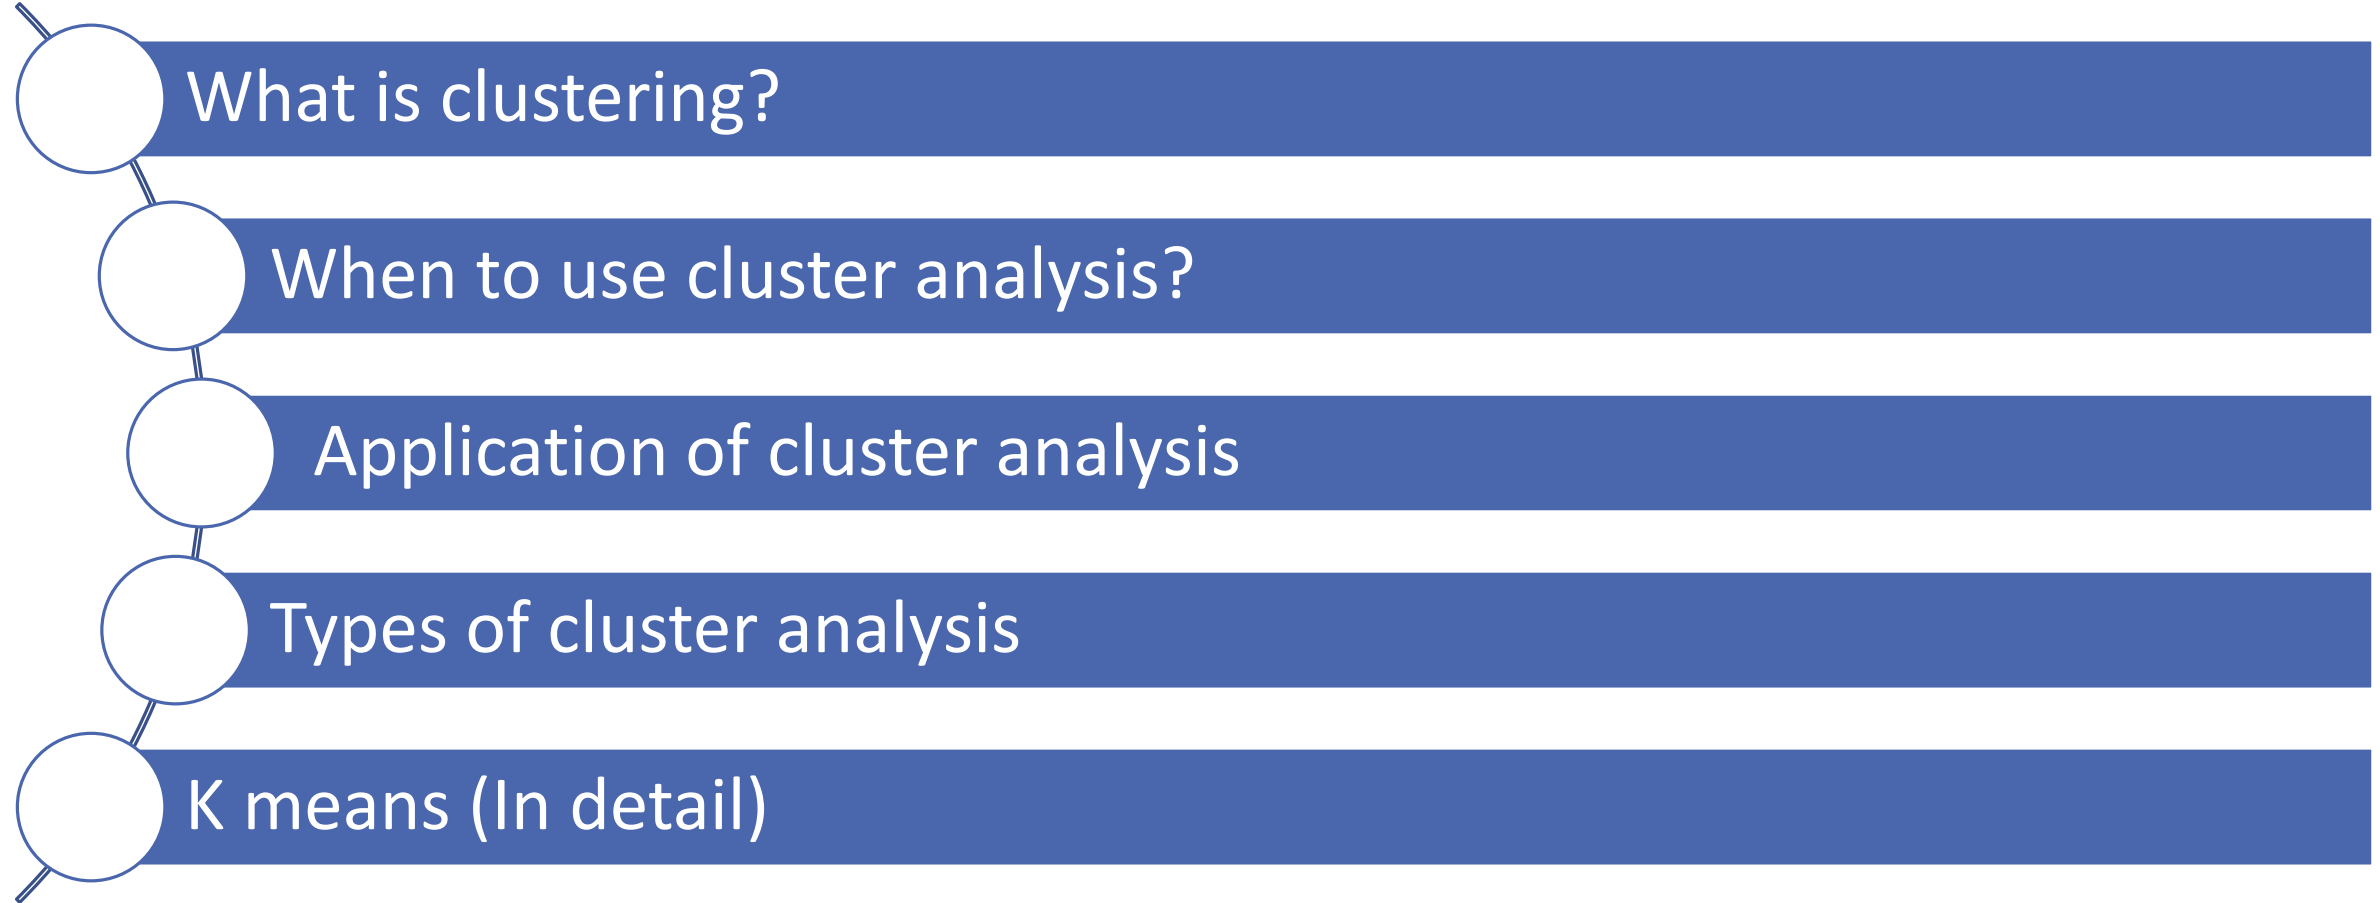 What is clustering?
When to use cluster analysis?
Application of cluster analysis
Types of cluster analysis
K means (In detail)